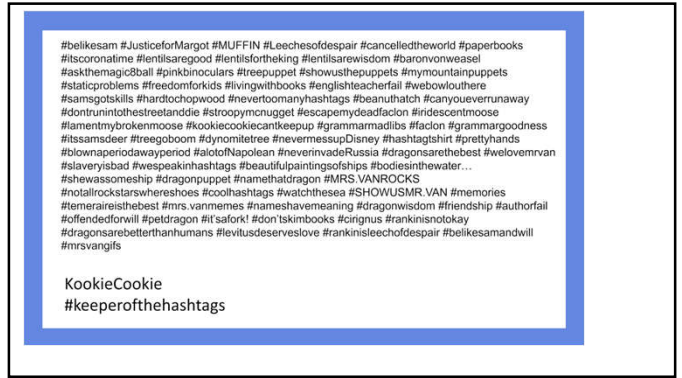 #belikesam #JusticeforMargot #MUFFIN #Leechesofdespair #cancelledtheworld #paperbooks
#itscoronatime #lentilsaregood #lentilsfortheking #lentilsarewisdom #baronvonweasel
#askthemagic8ball #pinkbinoculars #treepuppet #showusthepuppets #mymountainpuppets
#staticproblems #freedomforkids #livingwithbooks #englishteacherfail #webowlouthere
#samsgotskills #hardtochopwood #nevertoomanyhashtags #beanuthatch #canyoueverrunaway
#dontrunintothestreetanddie #stroopymcnugget #escapemydeadfaclon #iridescentmoose
#lamentmybrokenmoose #kookiecookiecantkeepup #grammarmadlibs #faclon #grammargoodness
#itssamsdeer #treegoboom #dynomitetree #nevermessupDisney #hashtagtshirt #prettyhands
#blownaperiodawayperiod #alotofNapolean #neverinvadeRussia #dragonsarethebest #welovemrvan
#slaveryisbad #wespeakinhashtags #beautifulpaintingsofships #bodiesinthewater…
#shewassomeship #dragonpuppet #namethatdragon #MRS.VANROCKS
#notallrockstarswhereshoes #coolhashtags #watchthesea #SHOWUSMR.VAN #memories
#temeraireisthebest #mrs.vanmemes #nameshavemeaning #dragonwisdom #friendship #authorfail
#offendedforwill #petdragon #it'safork! #don'tskimbooks #cirignus #rankinisnotokay
#dragonsarebetterthanhumans #levitusdeserveslove #rankinisleechofdespair #belikesamandwill
#mrsvangifs
KookieCookie
#keeperofthehashtags